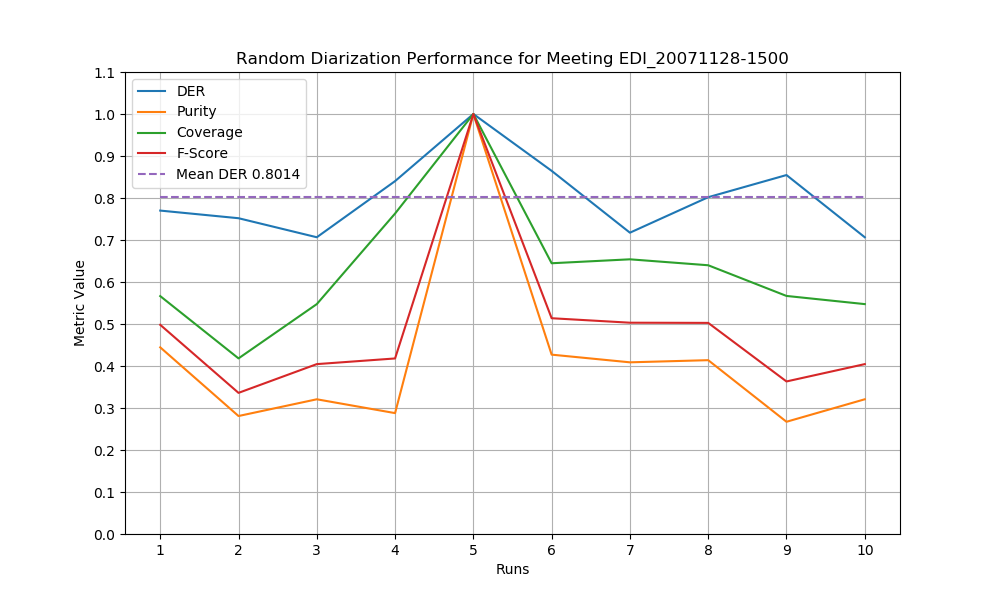 Random Diarization Performance for Meeting EDI_20071128-1500
DER
Purity
Coverage
F-Score
Mean DER 0.8014
Metric Value
1.1
1.0
0.9
0.8
0.7
0.6
0.5
0.4
0.3
0.2
0.1
0.0
1 2 3 4 5 6 7 8 9 10
Runs